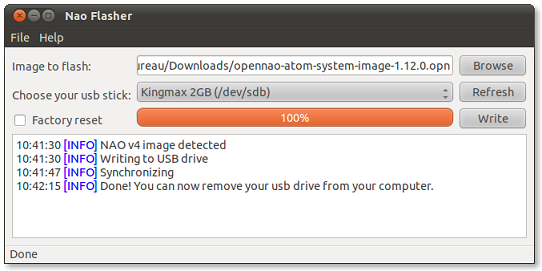 Nao Flasher
File Help
Image to flash: ıreau/Downloads/opennao-atom-system-image-1.12.0.opn Browse
Choose your usb stick: Kingmax 2GB (/dev/sdb) Refresh
Factory reset 100% Write
10:41:30 [INFO] NAO v4 image detected
10:41:30 [INFO] Writing to USB drive
10:41:47 [INFO] Synchronizing
10:42:15 [INFO] Done! You can now remove your usb drive from your computer.
Done